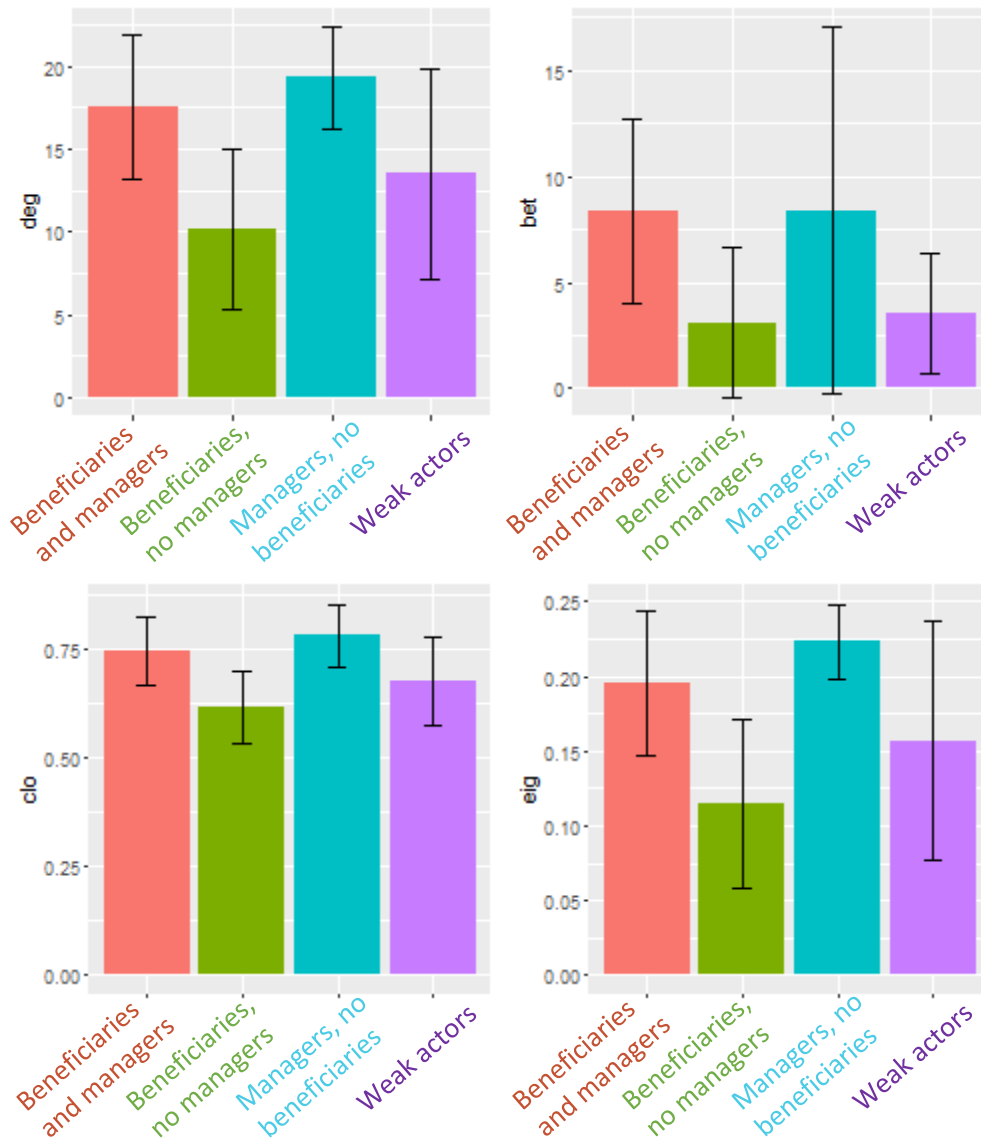 deg
20
15
10
5
0
Beneficiaries
and managers
Beneficiaries,
no managers
Managers, no
beneficiaries
Weak actors
bet
15
10
5
0
Beneficiaries
and managers
Beneficiaries,
no managers
Managers, no
beneficiaries
Weak actors
clo
0.75
0.50
0.25
0.00
Beneficiaries
and managers
Beneficiaries,
no managers
Managers, no
beneficiaries
Weak actors
eig
0.25
0.20
0.15
0.10
0.05
0.00
Beneficiaries
and managers
Beneficiaries,
no managers
Managers, no
beneficiaries
Weak actors